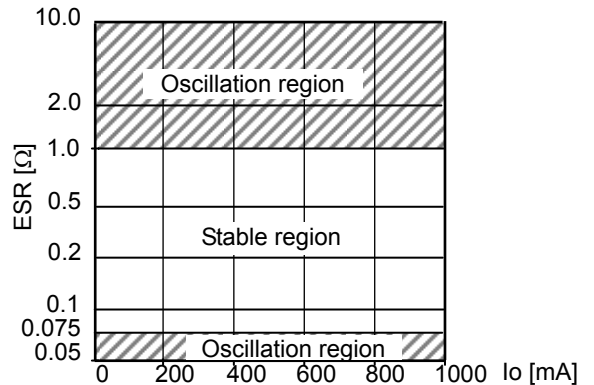 10.0
Oscillation region
2.0
1.0
ESR [Ω]
0.5
Stable region
0.2
0.1
0.075
Oscillation region
0.05
0 200 400 600 800 1000 Io [mA]